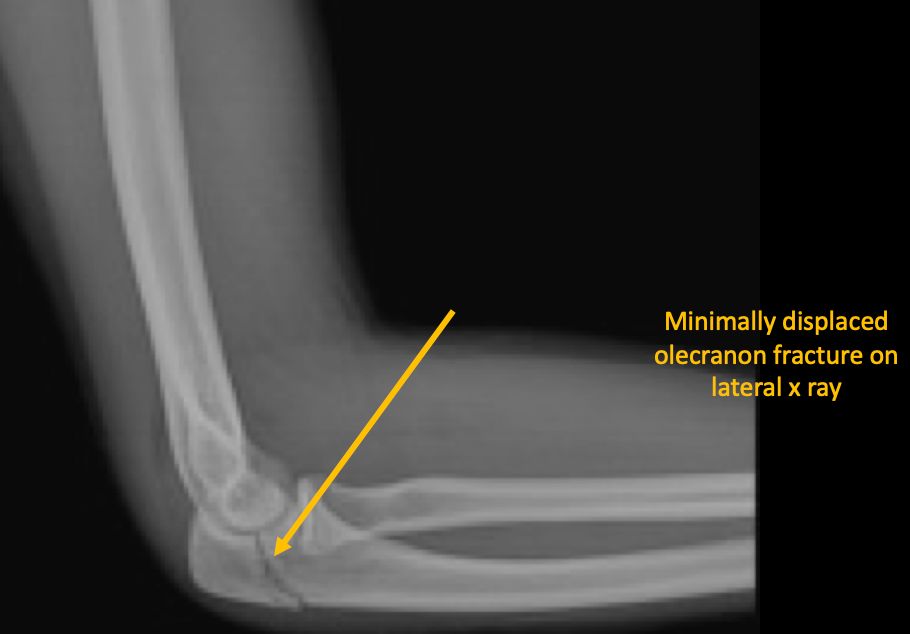 Minimally displaced
olecranon fracture on
lateral x ray